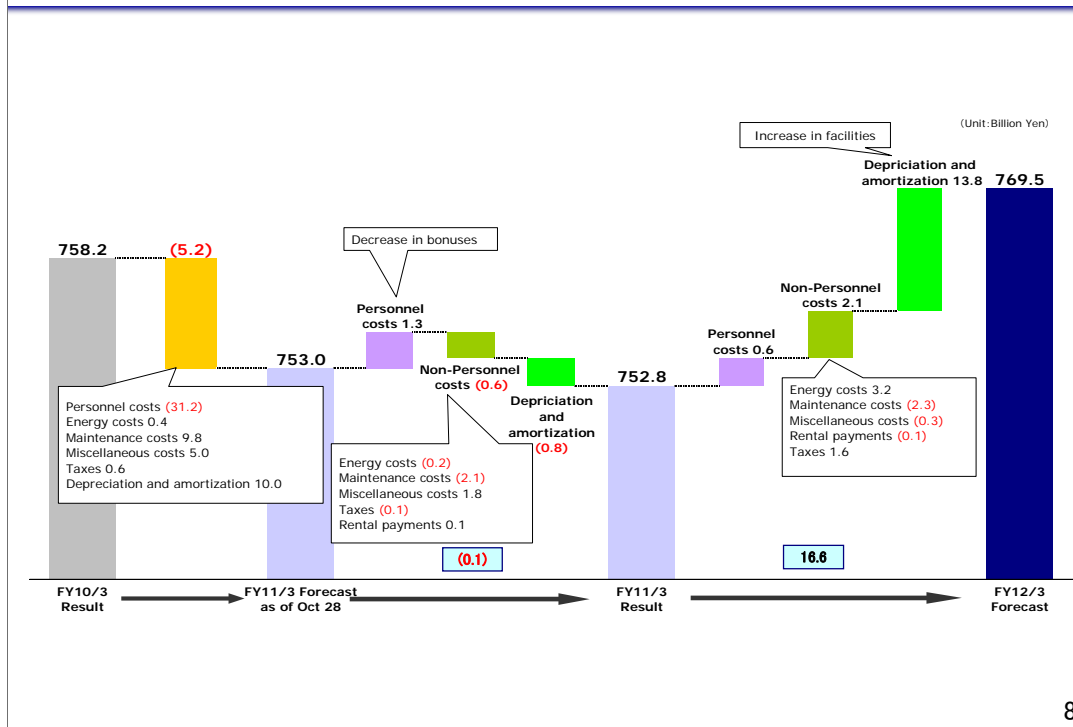 (Unit:Billion Yen)
Increase in facilities
Depriciation and
amortization 13.8
769.5
758.2
(5.2)
Decrease in bonuses
Non-Personnel
costs 2.1
Personnel
costs 1.3
Personnel
costs 0.6
753.0
Non-Personnel
costs (0.6)
752.8
Depriciation
and
amortization
(0.8)
Personnel costs (31.2)
Energy costs 0.4
Maintenance costs 9.8
Miscellaneous costs 5.0
Taxes 0.6
Depreciation and amortization 10.0
Energy costs (0.2)
Maintenance costs (2.1)
Miscellaneous costs 1.8
Taxes (0.1)
Rental payments 0.1
Energy costs 3.2
Maintenance costs (2.3)
Miscellaneous costs (0.3)
Rental payments (0.1)
Taxes 1.6
(0.1)
16.6
FY10/3
Result
FY11/3 Forecast
as of Oct 28
FY11/3
Result
FY12/3
Forecast
8